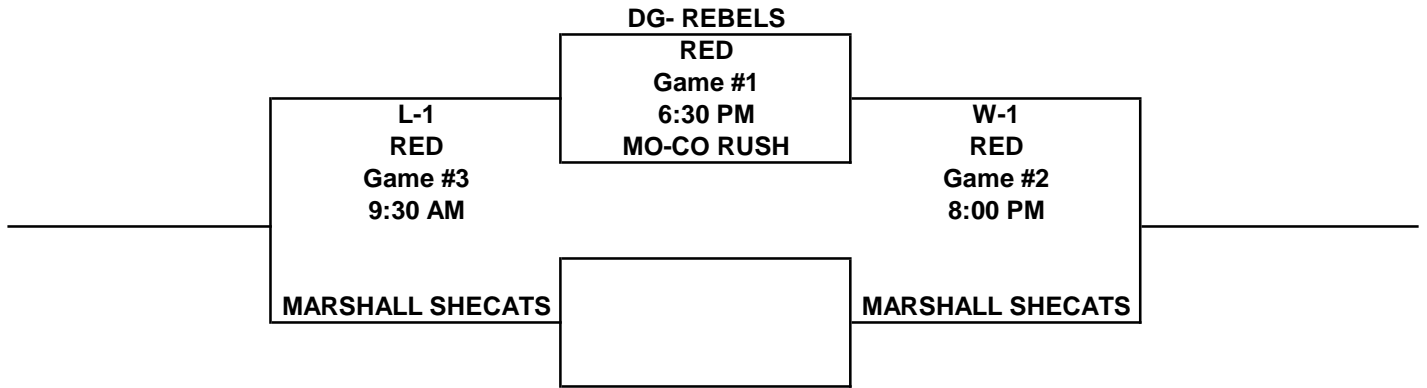 DG- REBELS
RED
Game #1
6:30 PM
MO-CO RUSH
L-1
RED
Game #3
9:30 AM
MARSHALL SHECATS
W-1
RED
Game #2
8:00 PM
MARSHALL SHECATS